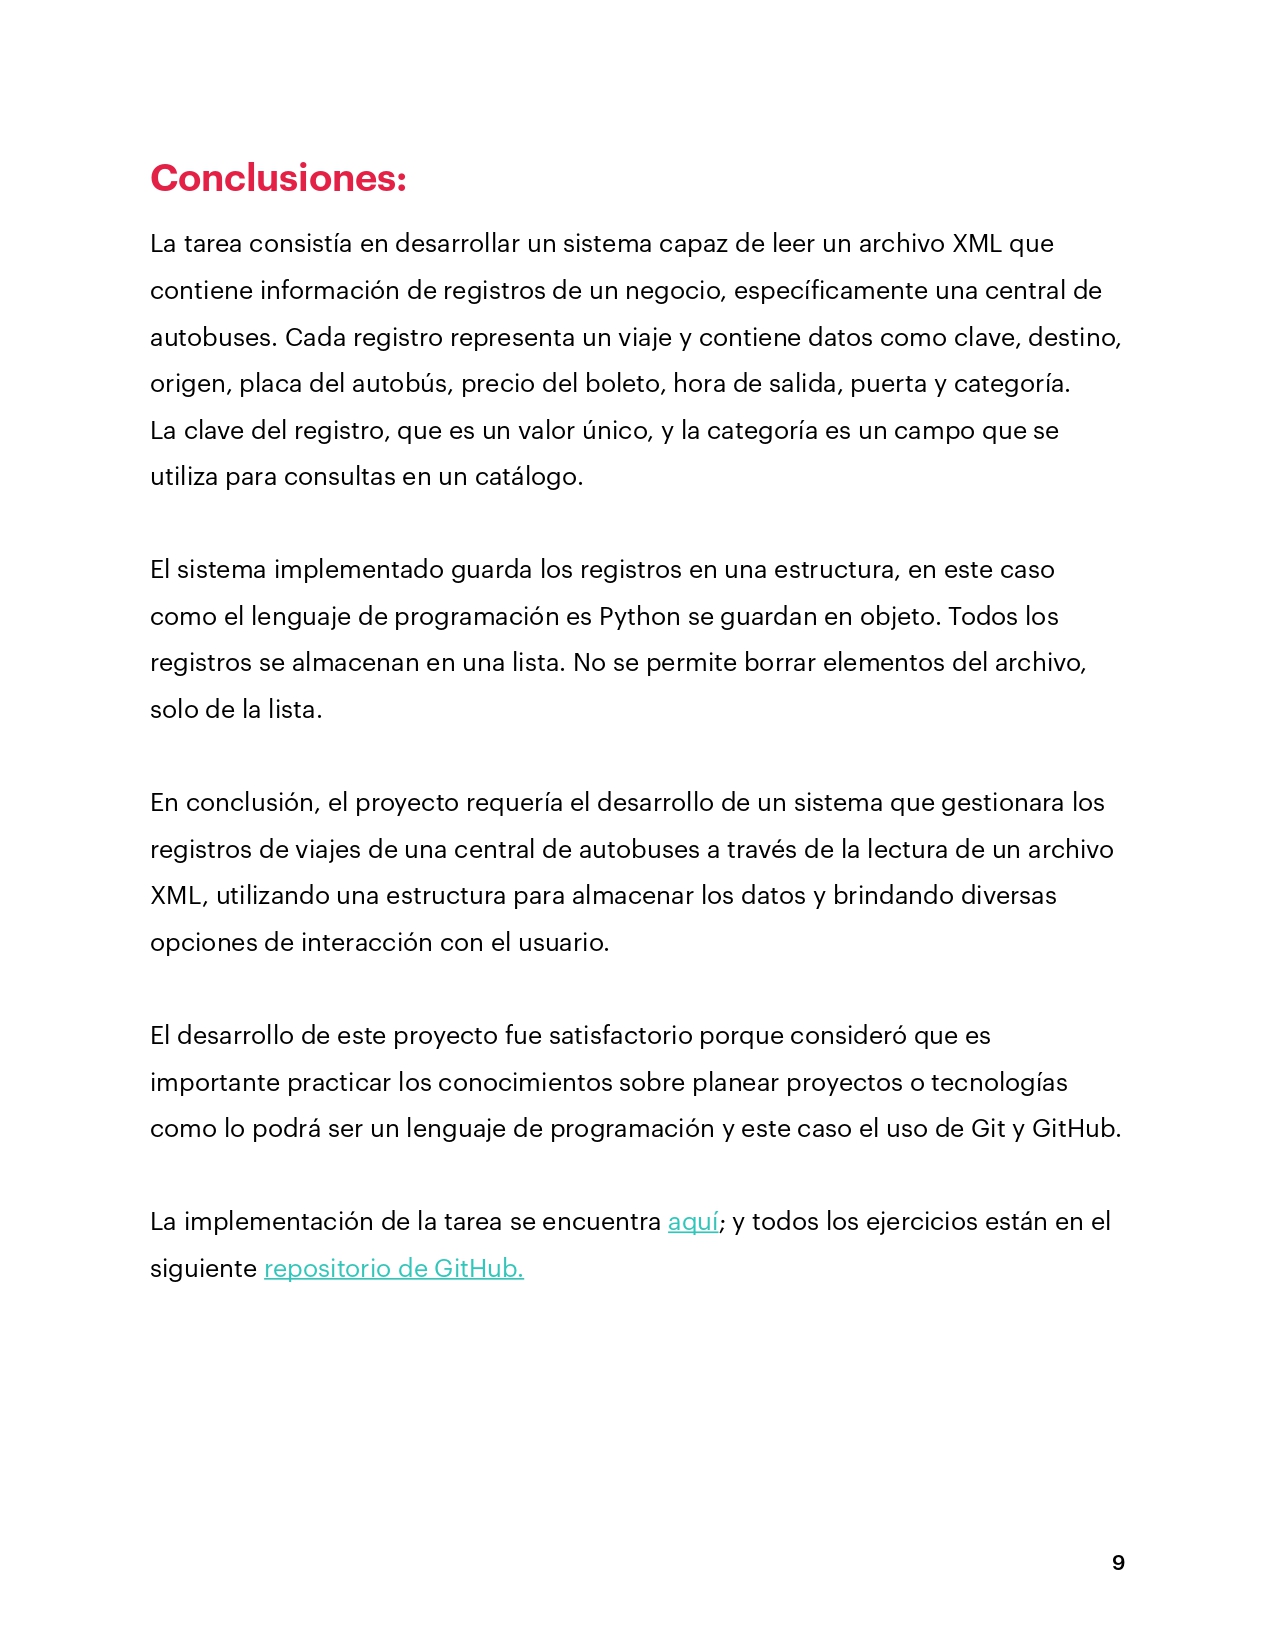 Conclusiones:
La tarea consistía en desarrollar un sistema capaz de leer un archivo XML que
contiene información de registros de un negocio, específicamente una central de
autobuses. Cada registro representa un viaje y contiene datos como clave, destino,
origen, placa del autobús, precio del boleto, hora de salida, puerta y categoría.
La clave del registro, que es un valor único, y la categoría es un campo que se
utiliza para consultas en un catálogo.
El sistema implementado guarda los registros en una estructura, en este caso
como el lenguaje de programación es Python se guardan en objeto. Todos los
registros se almacenan en una lista. No se permite borrar elementos del archivo,
solo de la lista.
En conclusión, el proyecto requería el desarrollo de un sistema que gestionara los
registros de viajes de una central de autobuses a través de la lectura de un archivo
XML, utilizando una estructura para almacenar los datos y brindando diversas
opciones de interacción con el usuario.
El desarrollo de este proyecto fue satisfactorio porque consideró que es
importante practicar los conocimientos sobre planear proyectos o tecnologías
como lo podrá ser un lenguaje de programación y este caso el uso de Git y GitHub.
La implementación de la tarea se encuentra aquí; y todos los ejercicios están en el
siguiente repositorio de GitHub.
9